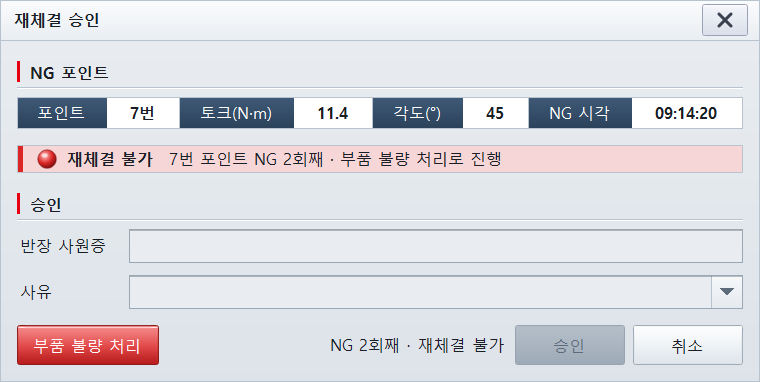 재체결 승인
NG 포인트
포인트 7번 토크(N·m) 11.4 각도(°) 45 NG 시각 09:14:20
재체결 불가 7번 포인트 NG 2회째 · 부품 불량 처리로 진행
승인
반장 사원증
사유
부품 불량 처리 NG 2회째 · 재체결 불가 승인 취소